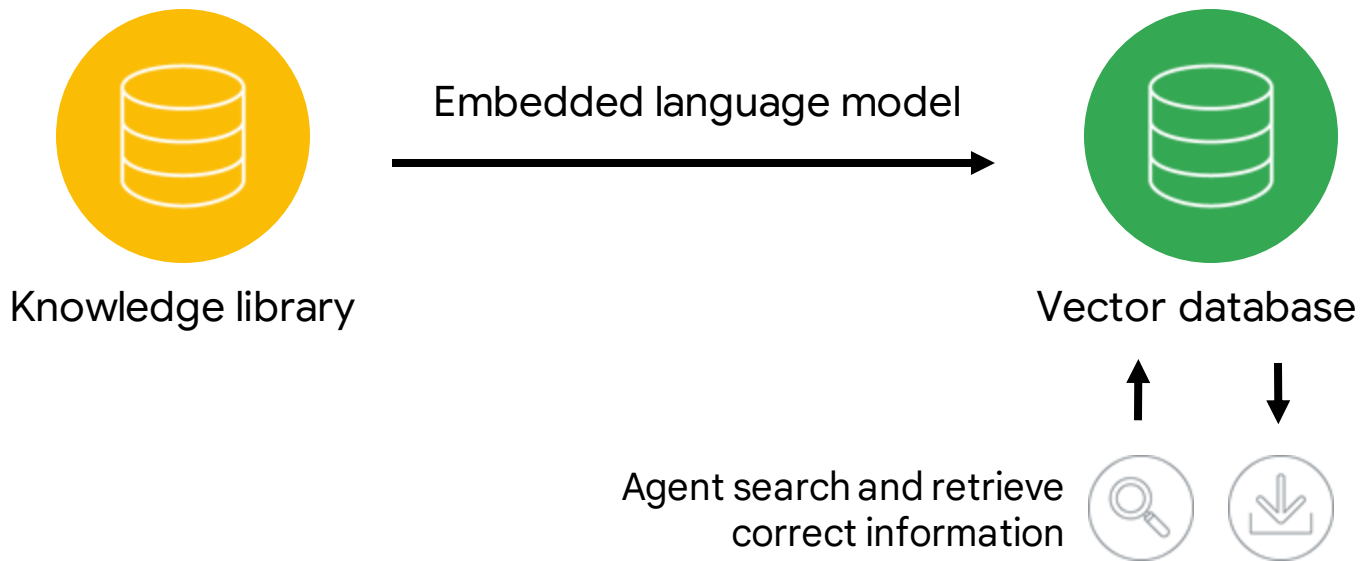 Embedded language model
Knowledge library
Vector database
Agent search and retrieve
correct information